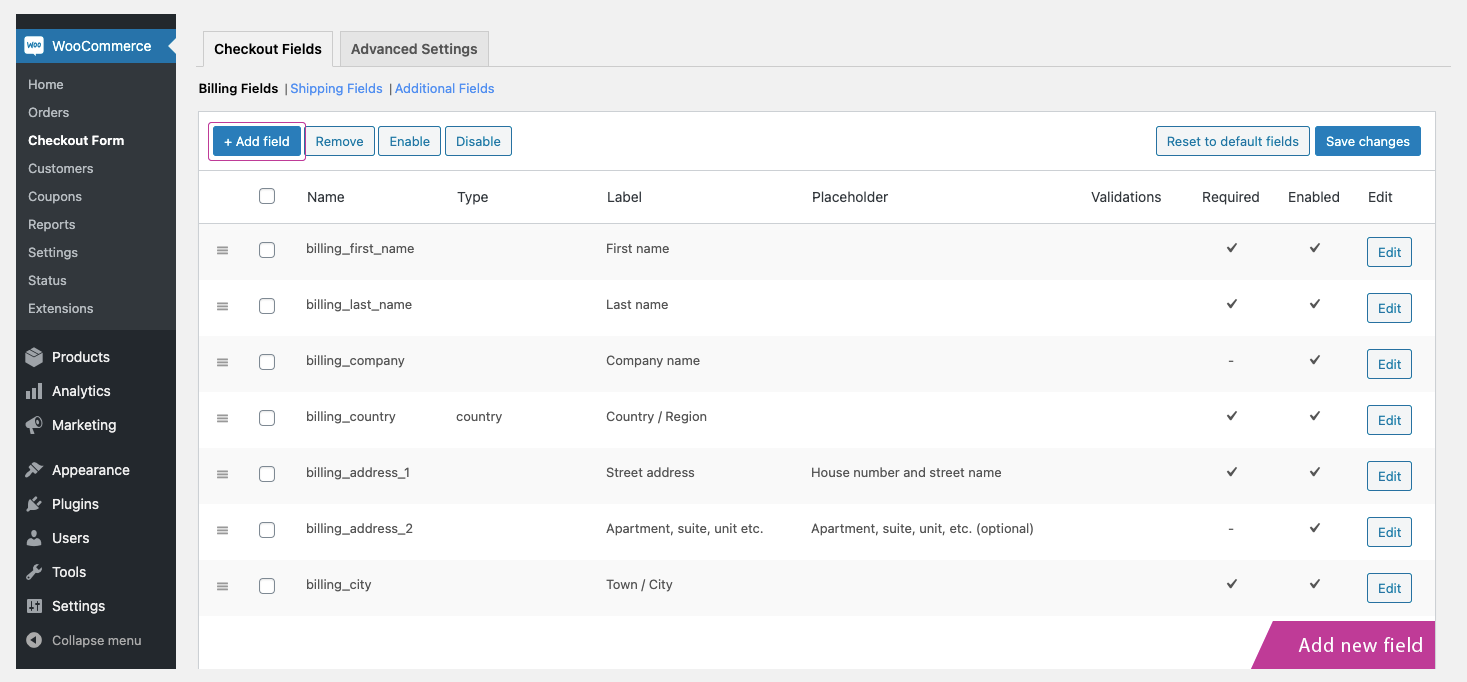 WOO WooCommerce
Home
Orders
Checkout Form
Customers
Coupons
Reports
Settings
Status
Extensions
Products
Analytics
Marketing
Appearance
Plugins
Users
Tools
Settings
Collapse menu
Checkout Fields Advanced Settings
Billing Fields | Shipping Fields | Additional Fields
+ Add field Remove Enable Disable Reset to default fields Save changes
Name Type Label Placeholder Validations Required Enabled Edit
billing_first_name First name ✔ ✔ Edit
billing_last_name Last name ✔ ✔ Edit
billing_company Company name - ✔ Edit
billing_country country Country / Region ✔ ✔ Edit
billing_address_1 Street address House number and street name ✔ ✔ Edit
billing_address_2 Apartment, suite, unit etc. Apartment, suite, unit, etc. (optional) - ✔ Edit
billing_city Town / City ✔ ✔ Edit
Add new field